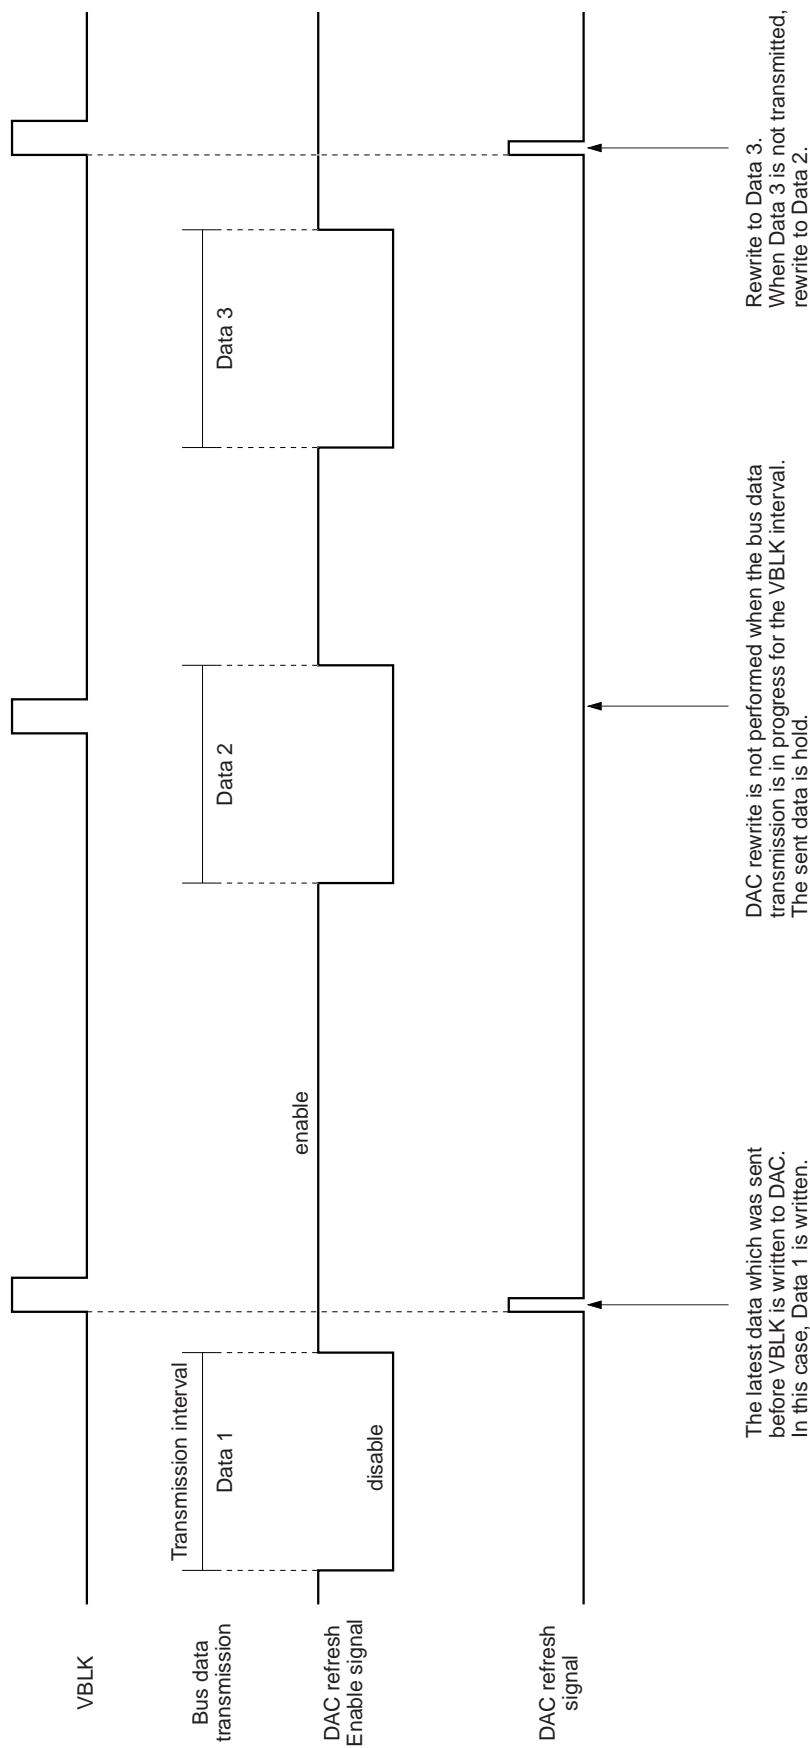 VBLK
Bus data
transmission
Transmission interval
Data 1
Data 2
Data 3
DAC refresh
Enable signal
disable
enable
DAC refresh
signal
The latest data which was sent
before VBLK is written to DAC.
In this case, Data 1 is written.
DAC rewrite is not performed when the bus data
transmission is in progress for the VBLK interval.
The sent data is hold.
Rewrite to Data 3.
When Data 3 is not transmitted,
rewrite to Data 2.